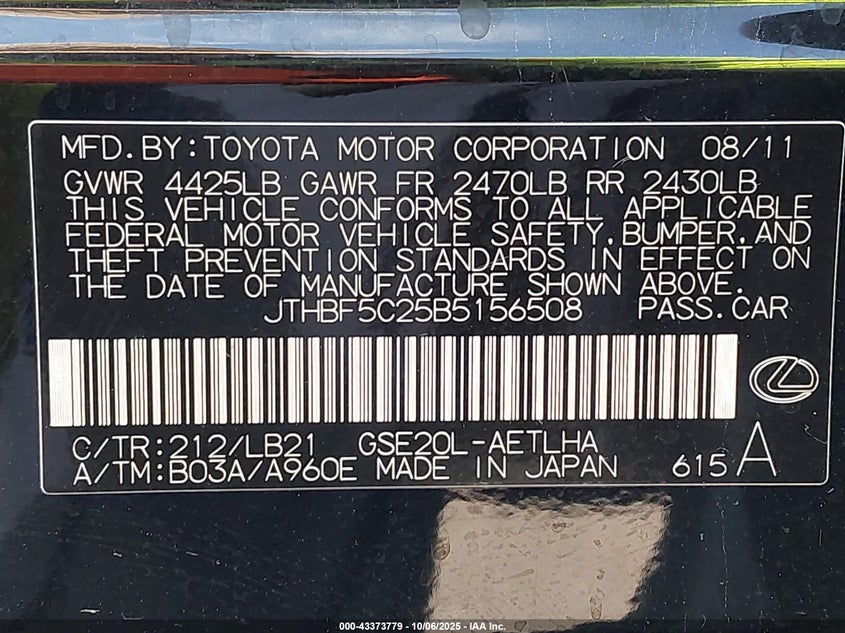 MFD.BY:TOYOTA MOTOR CORPORATION 08/11
GVWR 4425LB GAWR FR 2470LB RR 2430LB
THIS VEHICLE CONFORMS TO ALL APPLICABLE
FEDERAL MOTOR VEHICLE SAFETY,BUMPER,AND
THEFT PREVENTION STANDARDS IN EFFECT ON
THE DATE OF MANUFACTURE SHOWN ABOVE.
JTHBF5C25B5156508 PASS.CAR
C/TR:212/LB21 GSE20L-AETLHA
A/TM:B03A/A960E MADE IN JAPAN 615 A
000-43373779 - 10/06/2025 - IAA Inc.